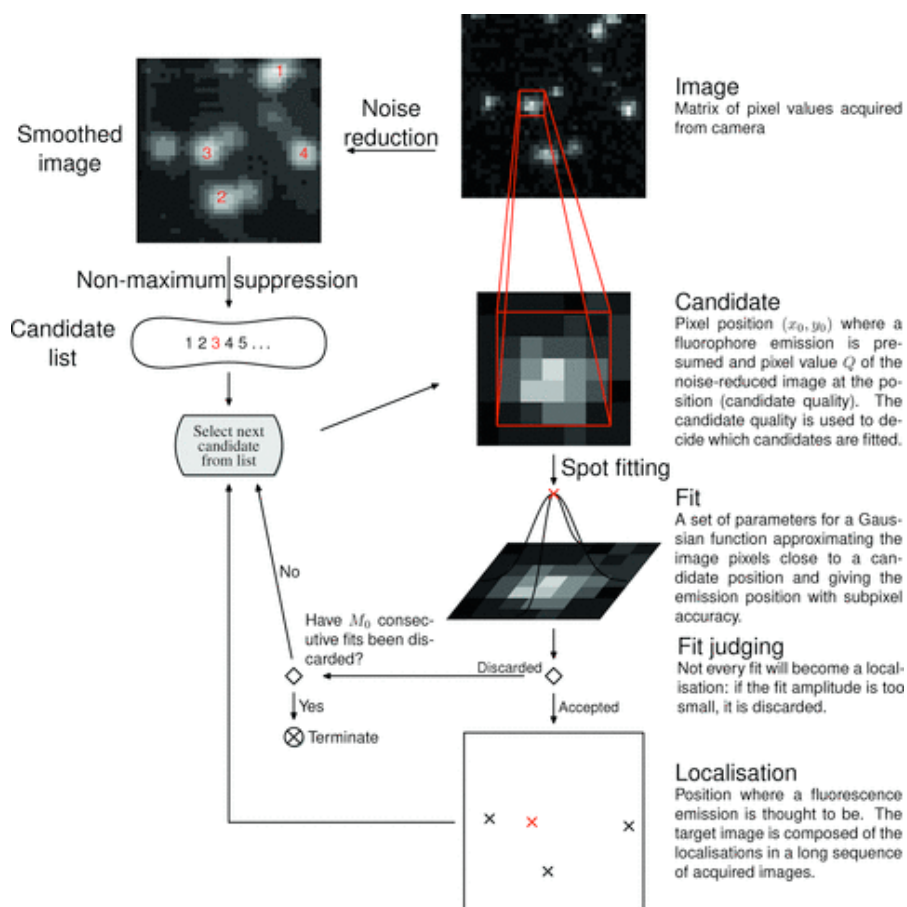 Image
Matrix of pixel values acquired
from camera
Noise
reduction
Smoothed
image
1
3
4
2
Non-maximum suppression
Candidate
list
1 2 3 4 5 . . .
Select next
candidate
from list
Candidate
Pixel position (x₀, y₀) where a
fluorophore emission is pre-
sumed and pixel value Q of the
noise-reduced image at the po-
sition (candidate quality). The
candidate quality is used to de-
cide which candidates are fitted.
Spot fitting
Fit
A set of parameters for a Gaus-
sian function approximating the
image pixels close to a can-
didate position and giving the
emission position with subpixel
accuracy.
No
Have M₀ consec-
utive fits been dis-
carded?
Discarded
Fit judging
Not every fit will become a local-
isation: if the fit amplitude is too
small, it is discarded.
Yes
Accepted
Terminate
Localisation
Position where a fluorescence
emission is thought to be. The
target image is composed of the
localisations in a long sequence
of acquired images.